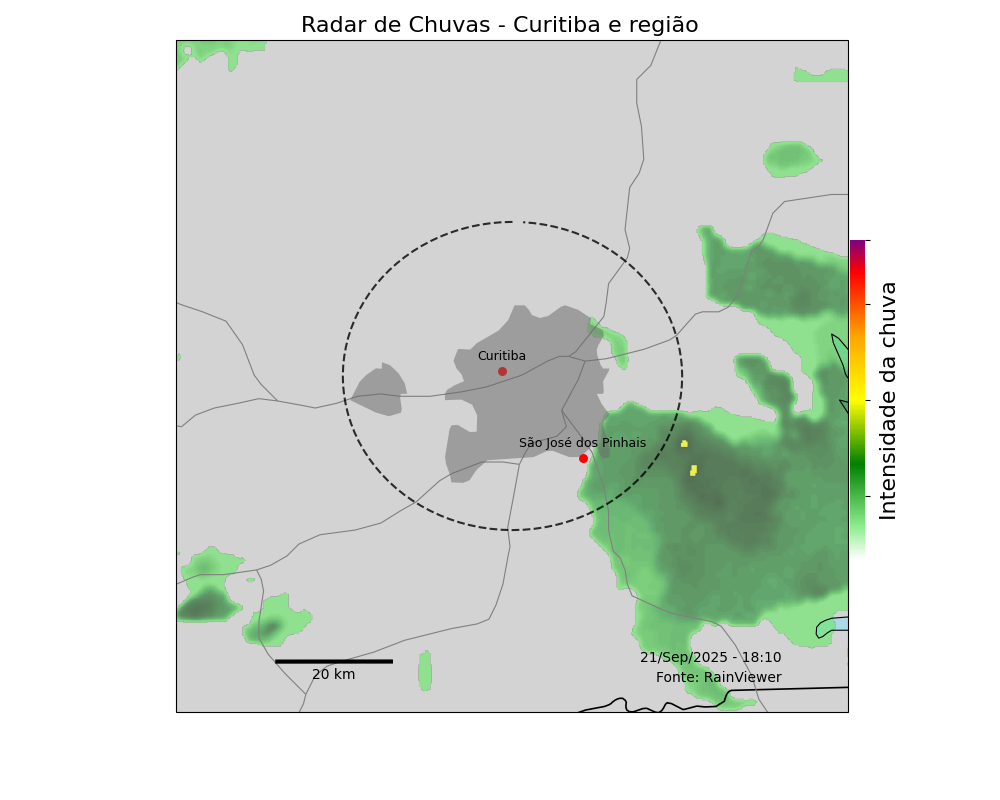 Radar de Chuvas - Curitiba e região
Curitiba
São José dos Pinhais
Intensidade da chuva
21/Sep/2025 - 18:10
Fonte: RainViewer
20 km